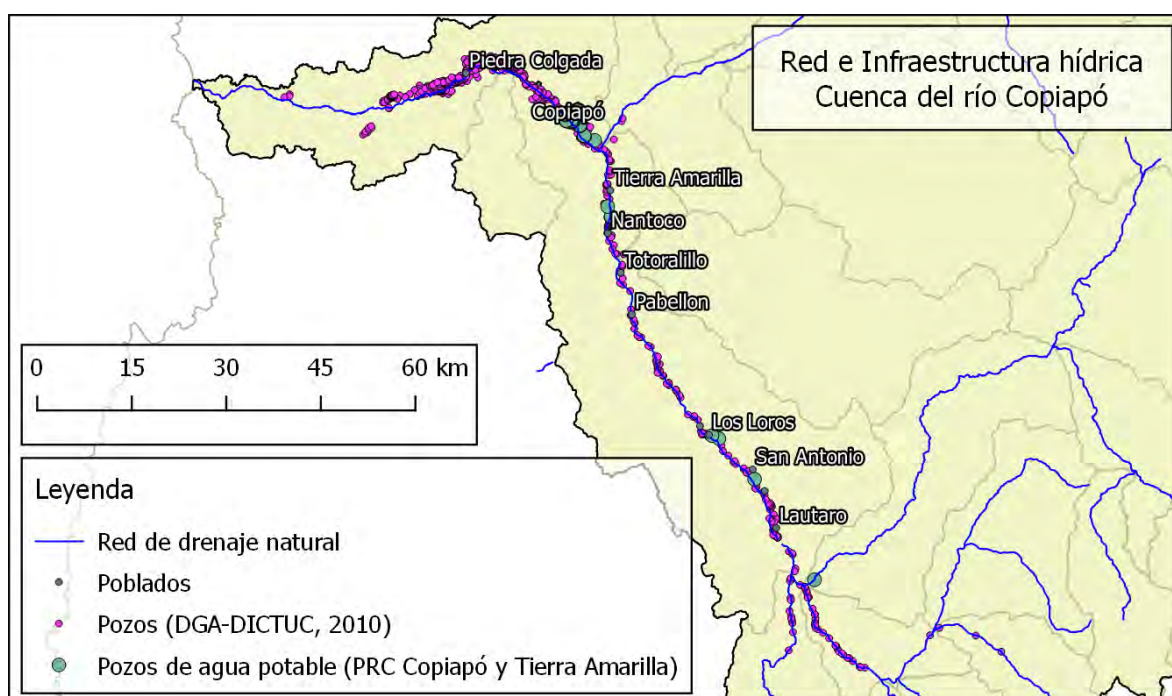 Red e Infraestructura hídrica
Cuenca del río Copiapó
Piedra Colgada
Copiapó
Tierra Amarilla
Nantoco
Totoralillo
Pabellon
0 15 30 45 60 km
Los Loros
San Antonio
Lautaro
Leyenda
Red de drenaje natural
Poblados
Pozos (DGA-DICTUC, 2010)
Pozos de agua potable (PRC Copiapó y Tierra Amarilla)